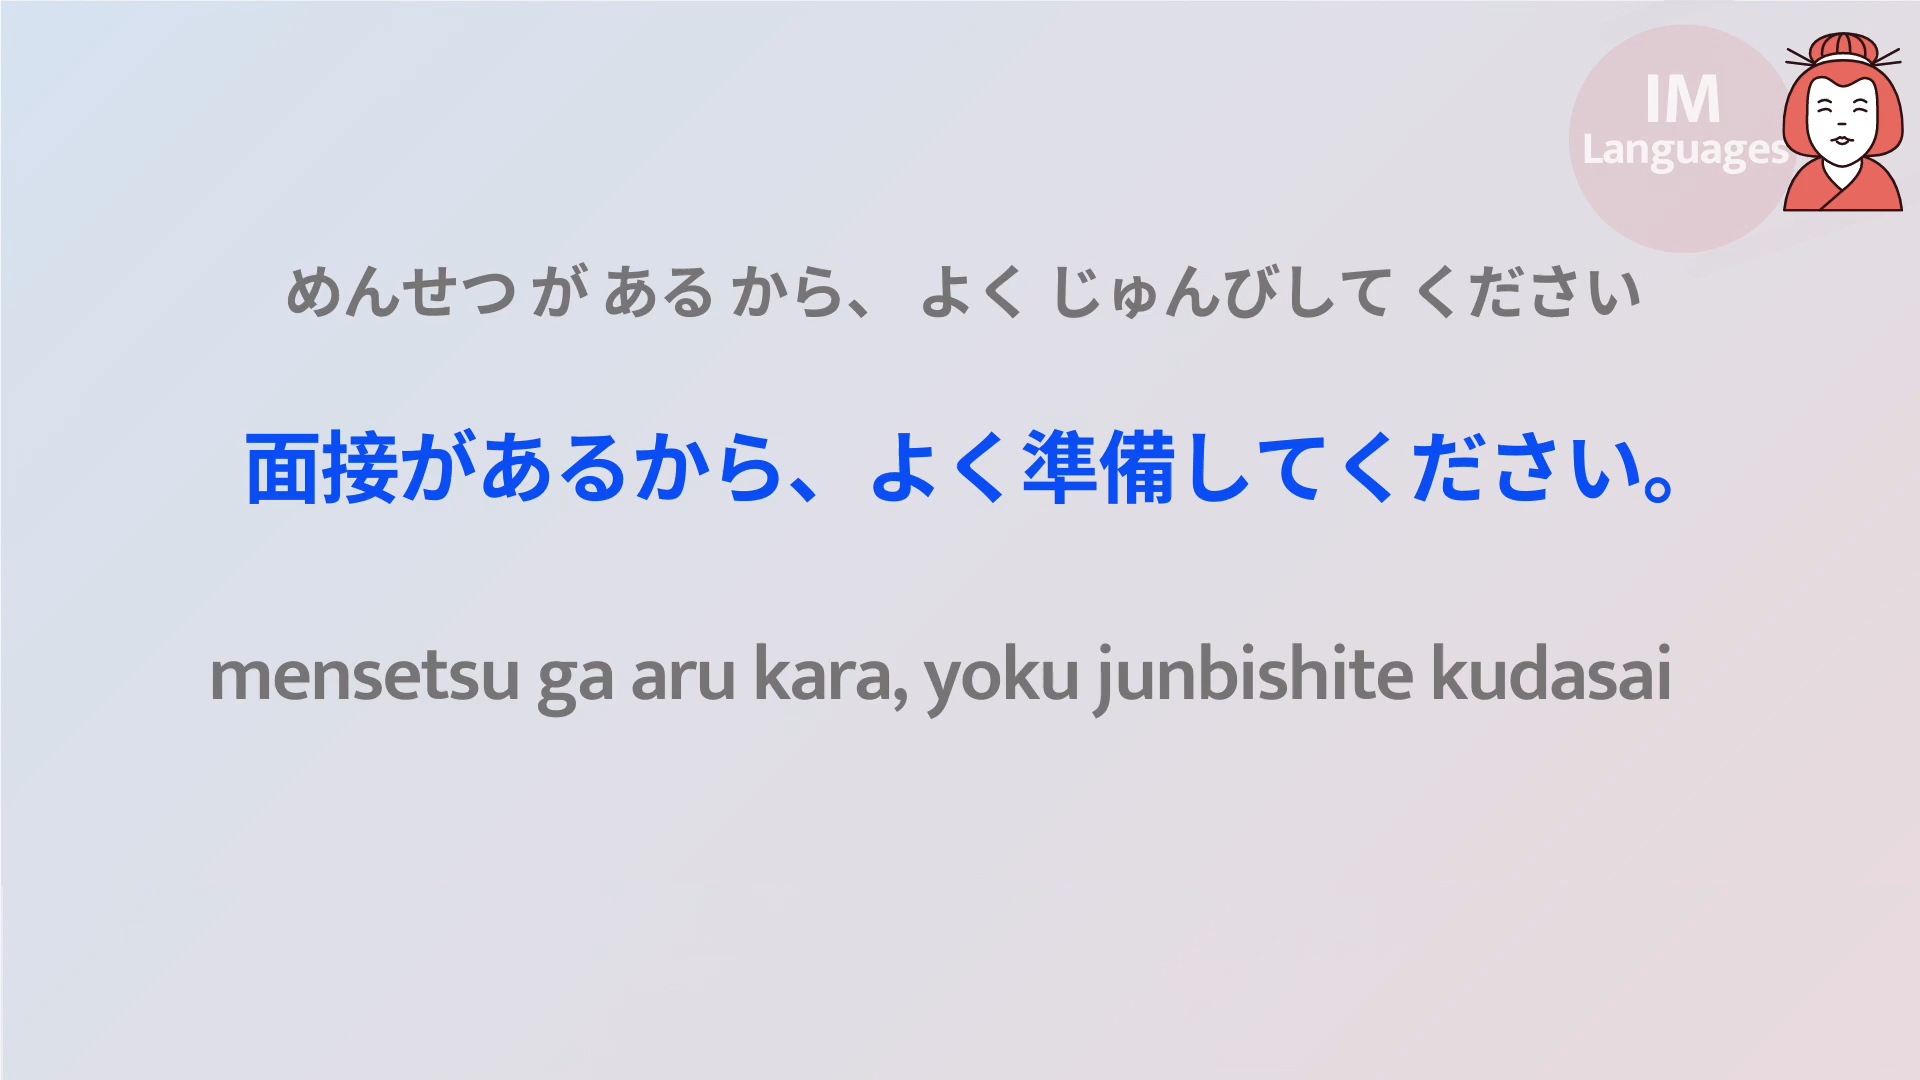 IM
Languages
めんせつ が ある から、 よく じゅんびして ください
面接があるから、よく準備してください。
mensetsu ga aru kara, yoku junbishite kudasai